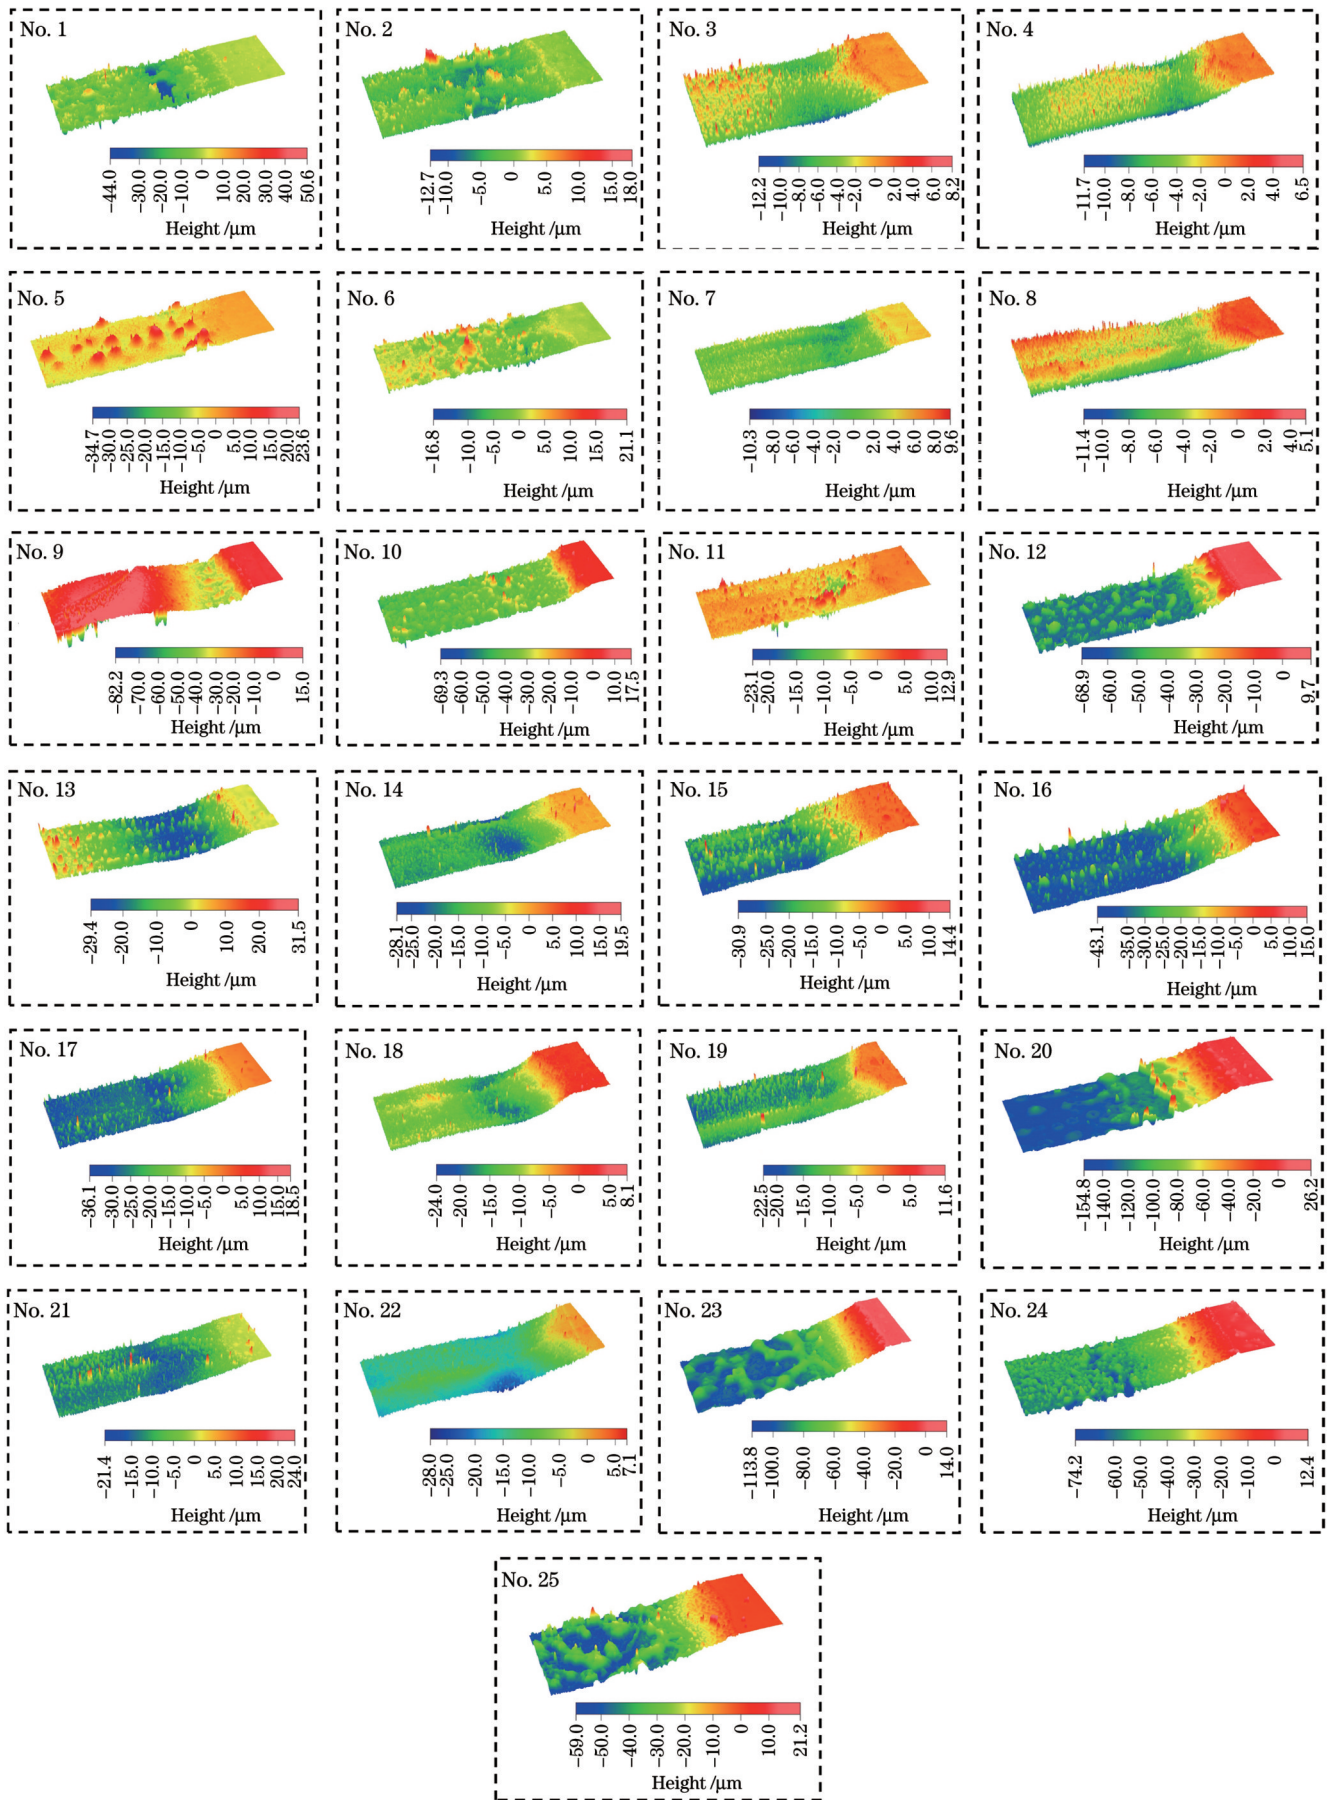 No. 1
−44.0 −30.0 −20.0 −10.0 0 10.0 20.0 30.0 40.0 50.6
Height /μm
No. 2
−12.7 −10.0 −5.0 0 5.0 10.0 15.0 18.0
Height /μm
No. 3
−12.2 −10.0 −8.0 −6.0 −4.0 −2.0 0 2.0 4.0 6.0 8.2
Height /μm
No. 4
−11.7 −10.0 −8.0 −6.0 −4.0 −2.0 0 2.0 4.0 6.5
Height /μm
No. 5
−34.7 −30.0 −25.0 −20.0 −15.0 −10.0 −5.0 0 5.0 10.0 15.0 20.0 23.6
Height /μm
No. 6
−16.8 −10.0 −5.0 0 5.0 10.0 15.0 21.1
Height /μm
No. 7
−10.3 −8.0 −6.0 −4.0 −2.0 0 2.0 4.0 6.0 8.0 9.6
Height /μm
No. 8
−11.4 −10.0 −8.0 −6.0 −4.0 −2.0 0 2.0 4.0 5.1
Height /μm
No. 9
−82.2 −70.0 −60.0 −50.0 −40.0 −30.0 −20.0 −10.0 0 15.0
Height /μm
No. 10
−69.3 −60.0 −50.0 −40.0 −30.0 −20.0 −10.0 0 10.0 17.5
Height /μm
No. 11
−23.1 −20.0 −15.0 −10.0 −5.0 0 5.0 10.0 12.9
Height /μm
No. 12
−68.9 −60.0 −50.0 −40.0 −30.0 −20.0 −10.0 0 9.7
Height /μm
No. 13
−29.4 −20.0 −10.0 0 10.0 20.0 31.5
Height /μm
No. 14
−28.1 −25.0 −20.0 −15.0 −10.0 −5.0 0 5.0 10.0 15.0 19.5
Height /μm
No. 15
−30.9 −25.0 −20.0 −15.0 −10.0 −5.0 0 5.0 10.0 14.4
Height /μm
No. 16
−43.1 −35.0 −30.0 −25.0 −20.0 −15.0 −10.0 −5.0 0 5.0 10.0 15.0
Height /μm
No. 17
−36.1 −30.0 −25.0 −20.0 −15.0 −10.0 −5.0 0 5.0 10.0 15.0 18.5
Height /μm
No. 18
−24.0 −20.0 −15.0 −10.0 −5.0 0 5.0 8.1
Height /μm
No. 19
−22.5 −20.0 −15.0 −10.0 −5.0 0 5.0 11.6
Height /μm
No. 20
−154.8 −140.0 −120.0 −100.0 −80.0 −60.0 −40.0 −20.0 0 26.2
Height /μm
No. 21
−21.4 −15.0 −10.0 −5.0 0 5.0 10.0 15.0 20.0 24.0
Height /μm
No. 22
−28.0 −25.0 −20.0 −15.0 −10.0 −5.0 0 5.0 7.1
Height /μm
No. 23
−113.8 −100.0 −80.0 −60.0 −40.0 −20.0 0 14.1
Height /μm
No. 24
−74.2 −60.0 −50.0 −40.0 −30.0 −20.0 −10.0 0 12.4
Height /μm
No. 25
−59.0 −50.0 −40.0 −30.0 −20.0 −10.0 0 10.0 21.2
Height /μm